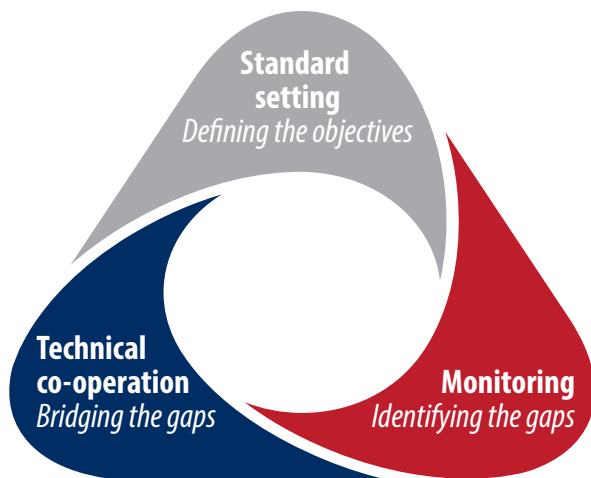 Standard
setting
Defining the objectives
Technical
co-operation
Bridging the gaps
Monitoring
Identifying the gaps